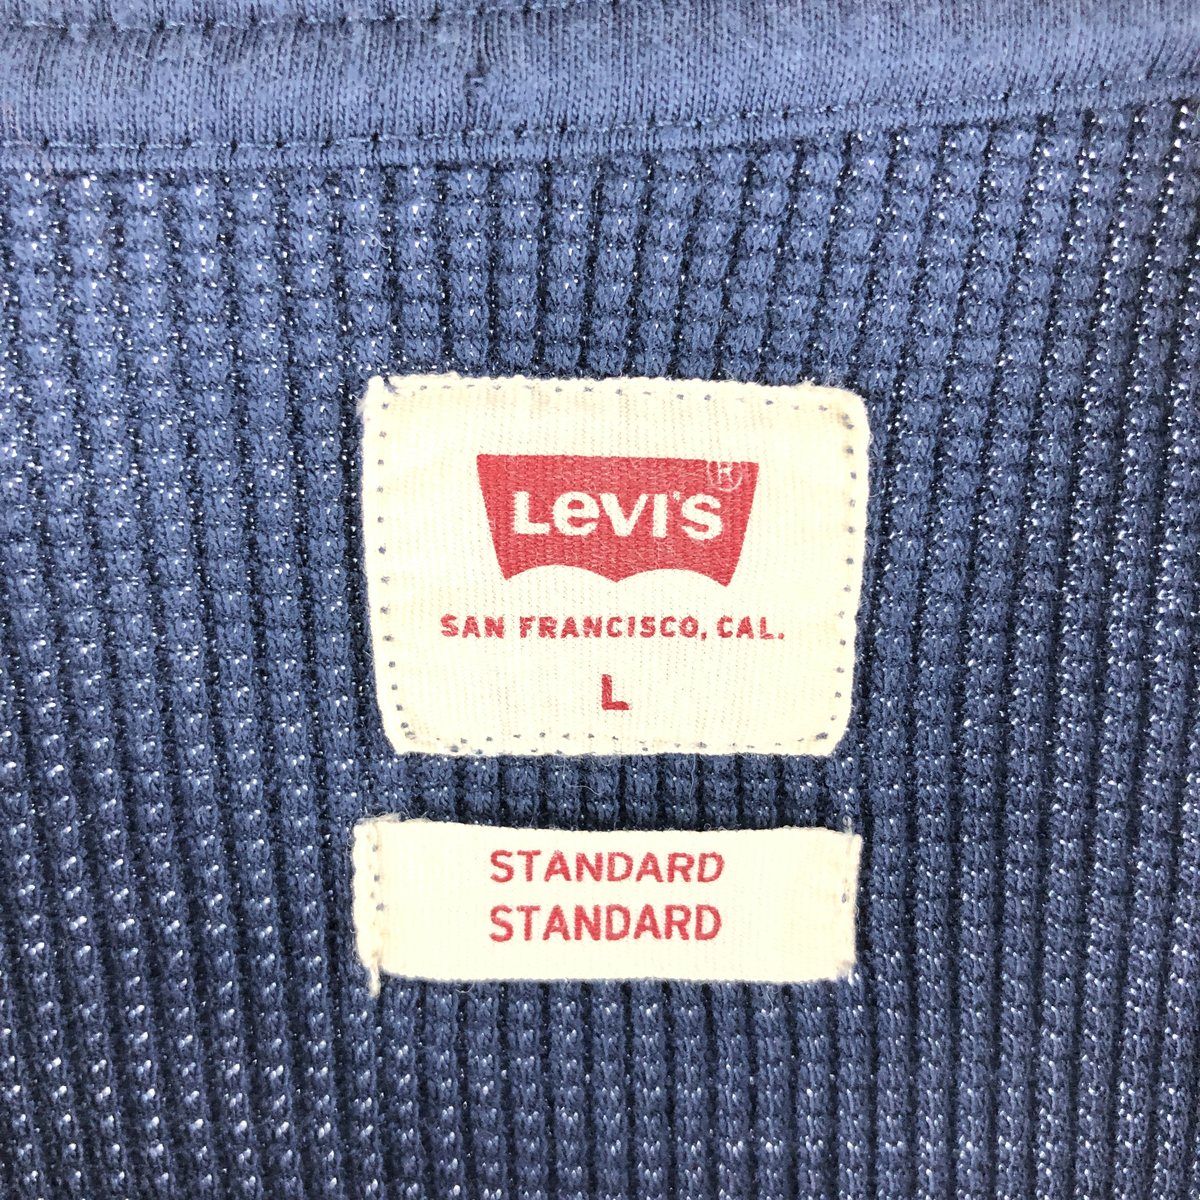 Levi's®
SAN FRANCISCO, CAL.
L
STANDARD
STANDARD